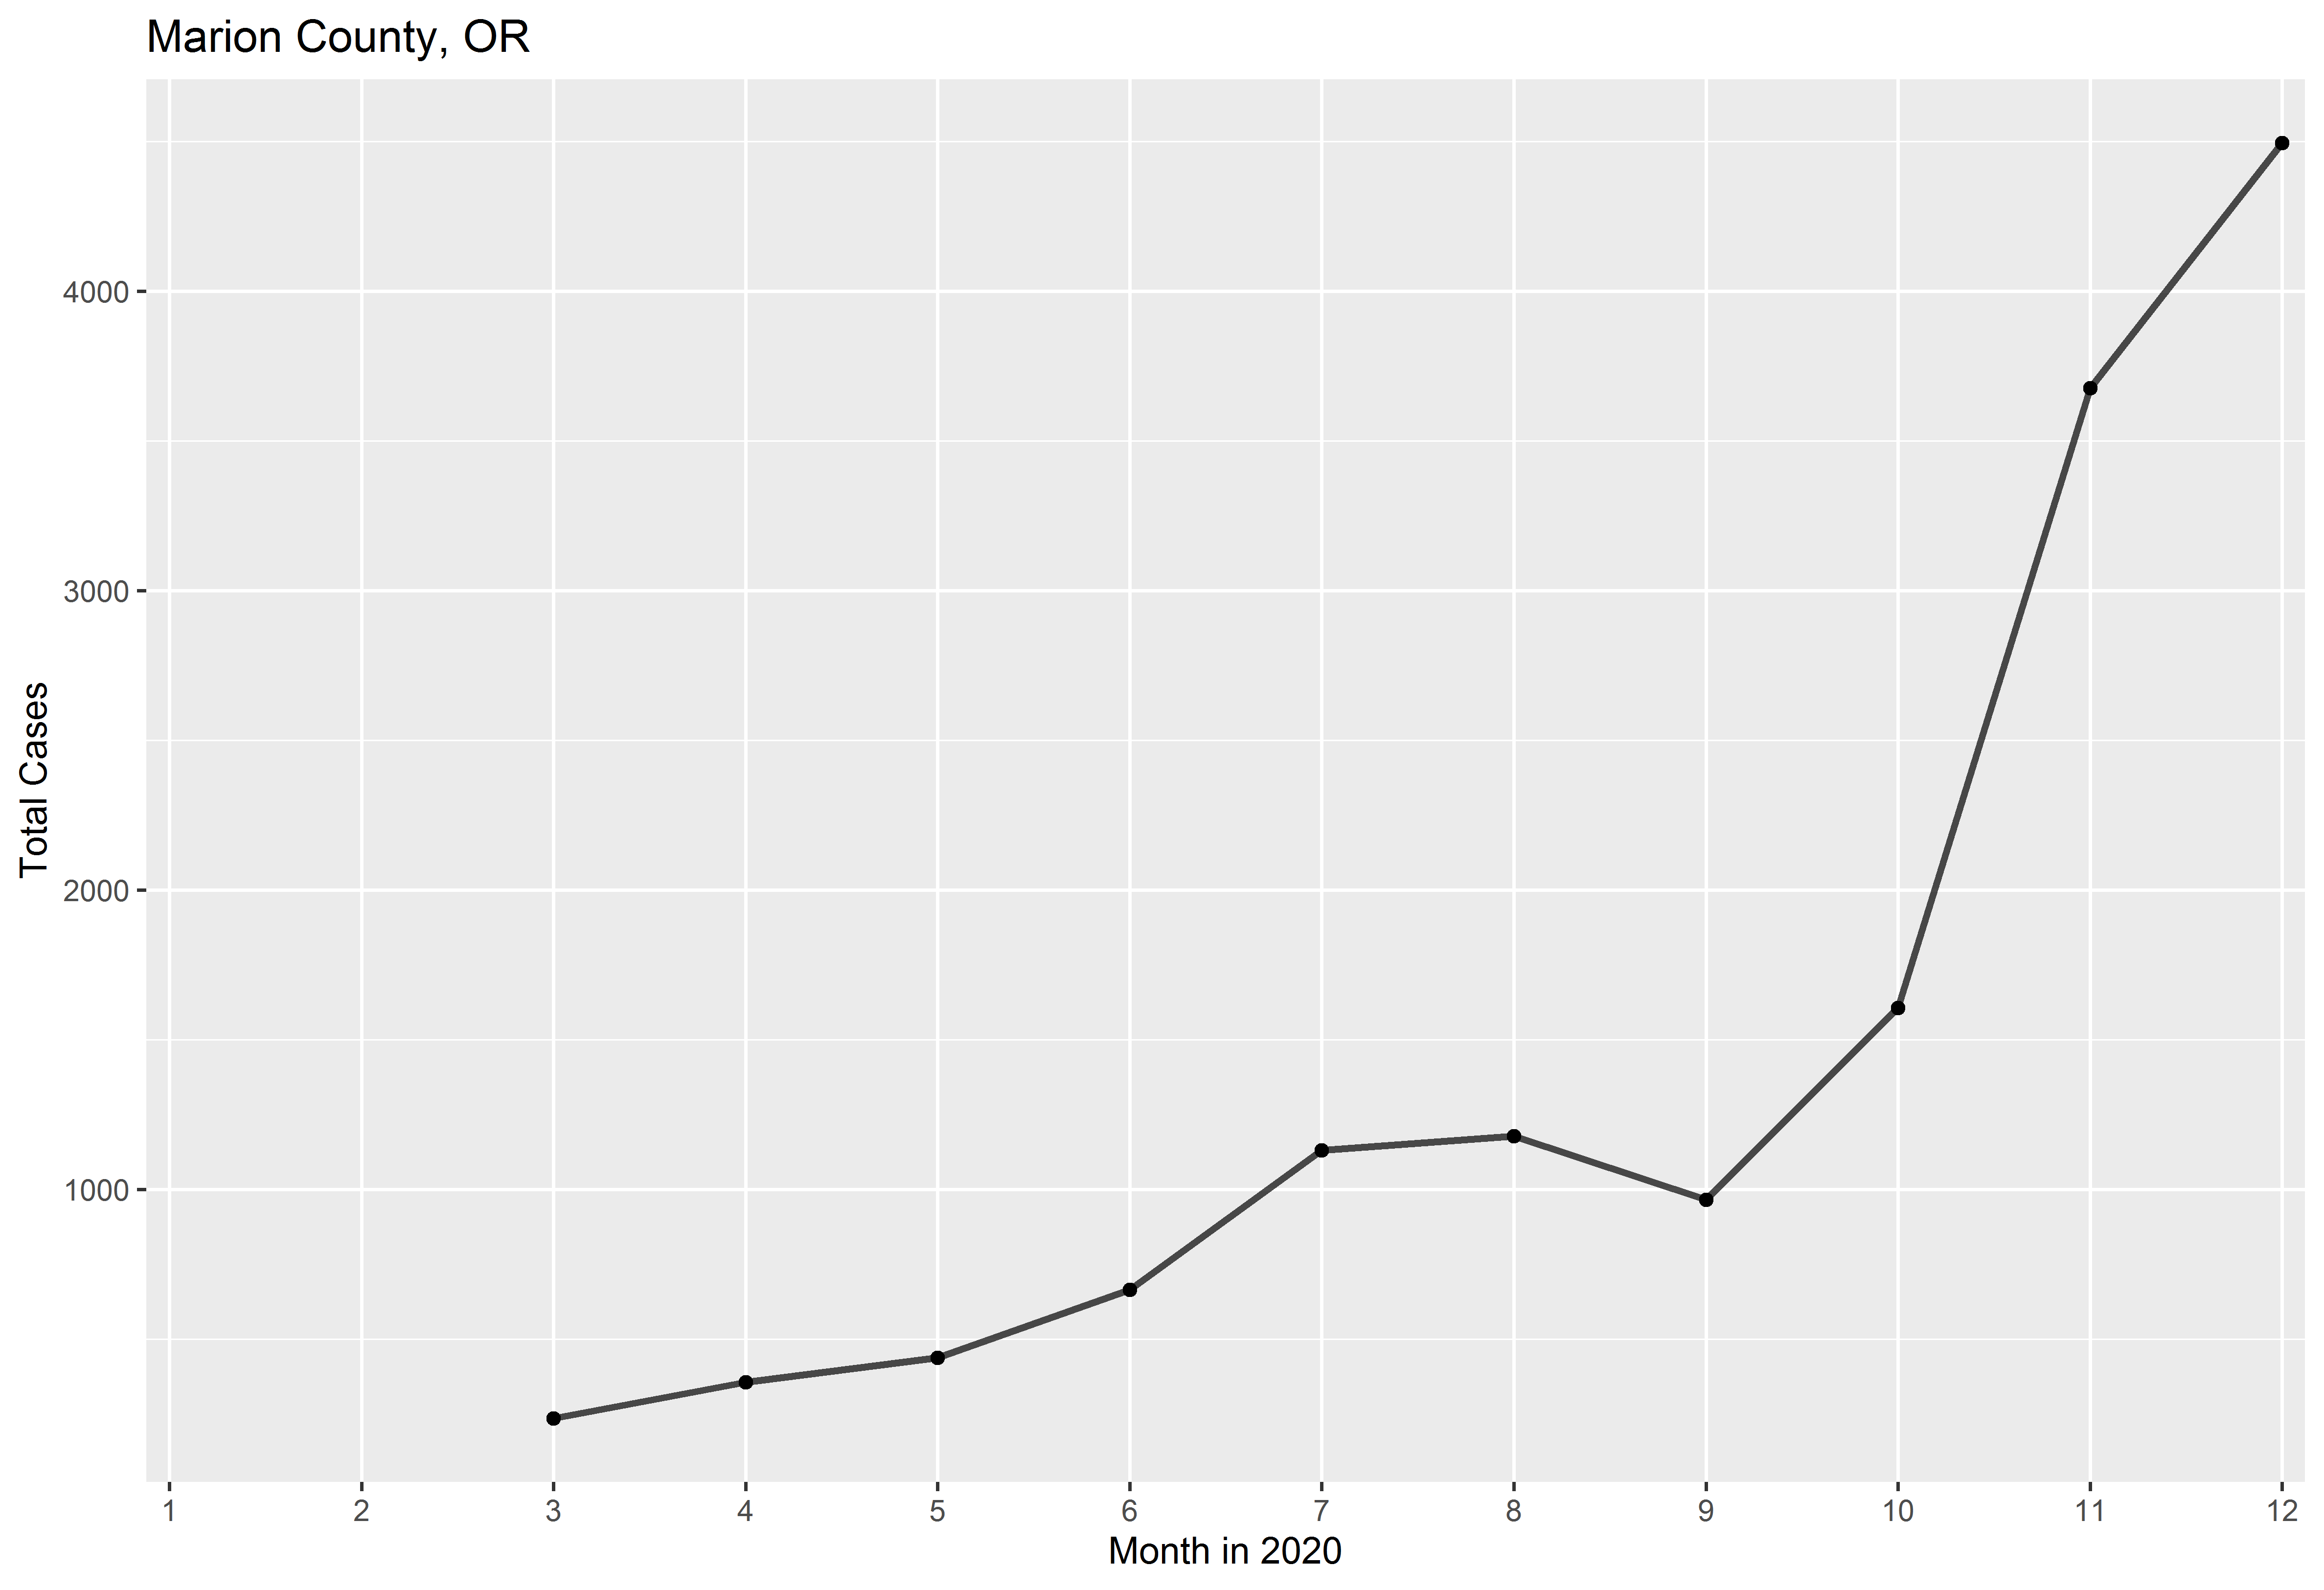 Marion County, OR
Total Cases
4000
3000
2000
1000
1 2 3 4 5 6 7 8 9 10 11 12
Month in 2020